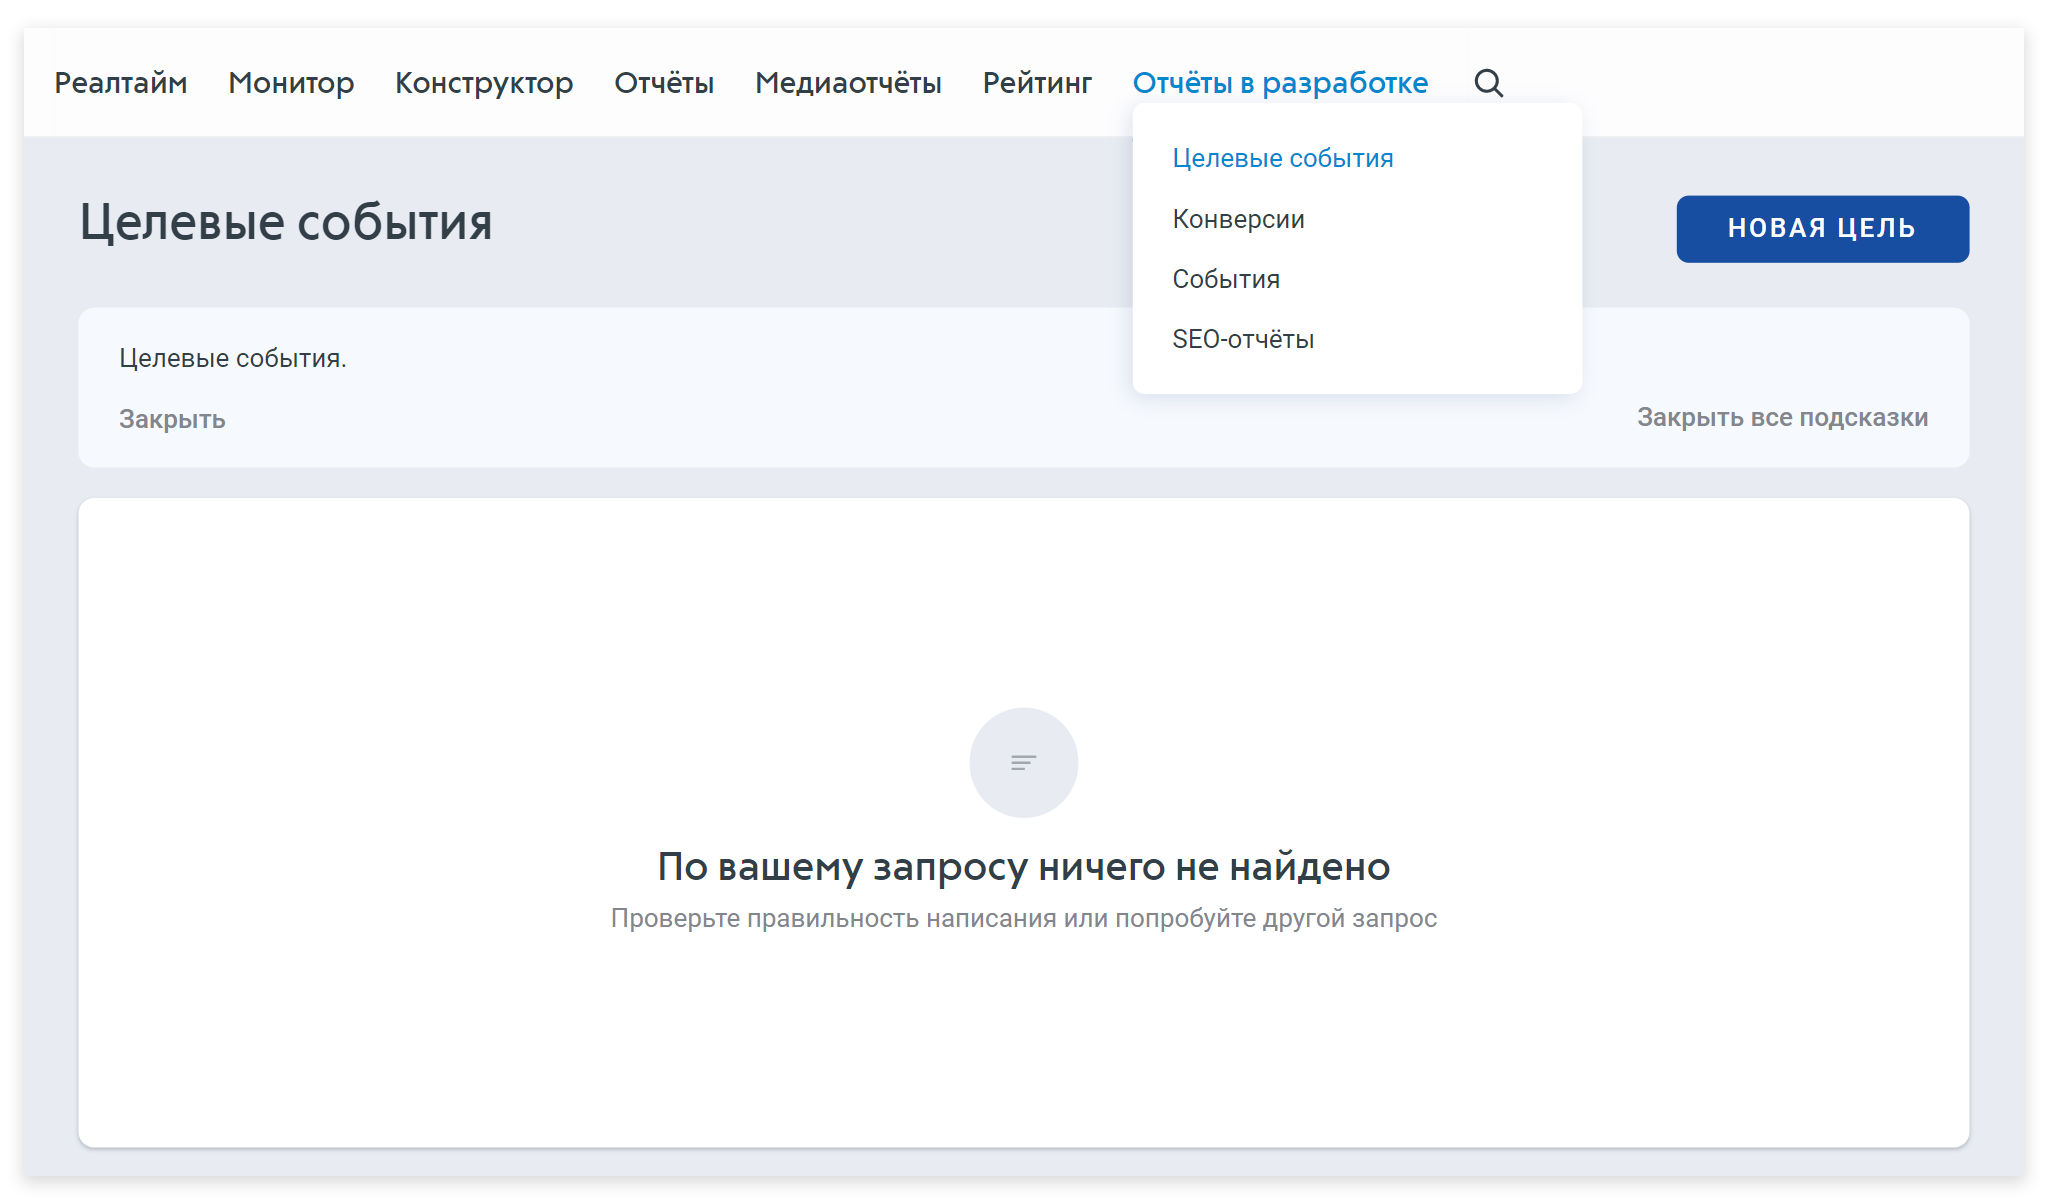 Реалтайм Монитор Конструктор Отчёты Медиаотчёты Рейтинг Отчёты в разработке
Целевые события
Конверсии
События
SEO-отчёты
Целевые события
НОВАЯ ЦЕЛЬ
Целевые события.
Закрыть
Закрыть все подсказки
По вашему запросу ничего не найдено
Проверьте правильность написания или попробуйте другой запрос